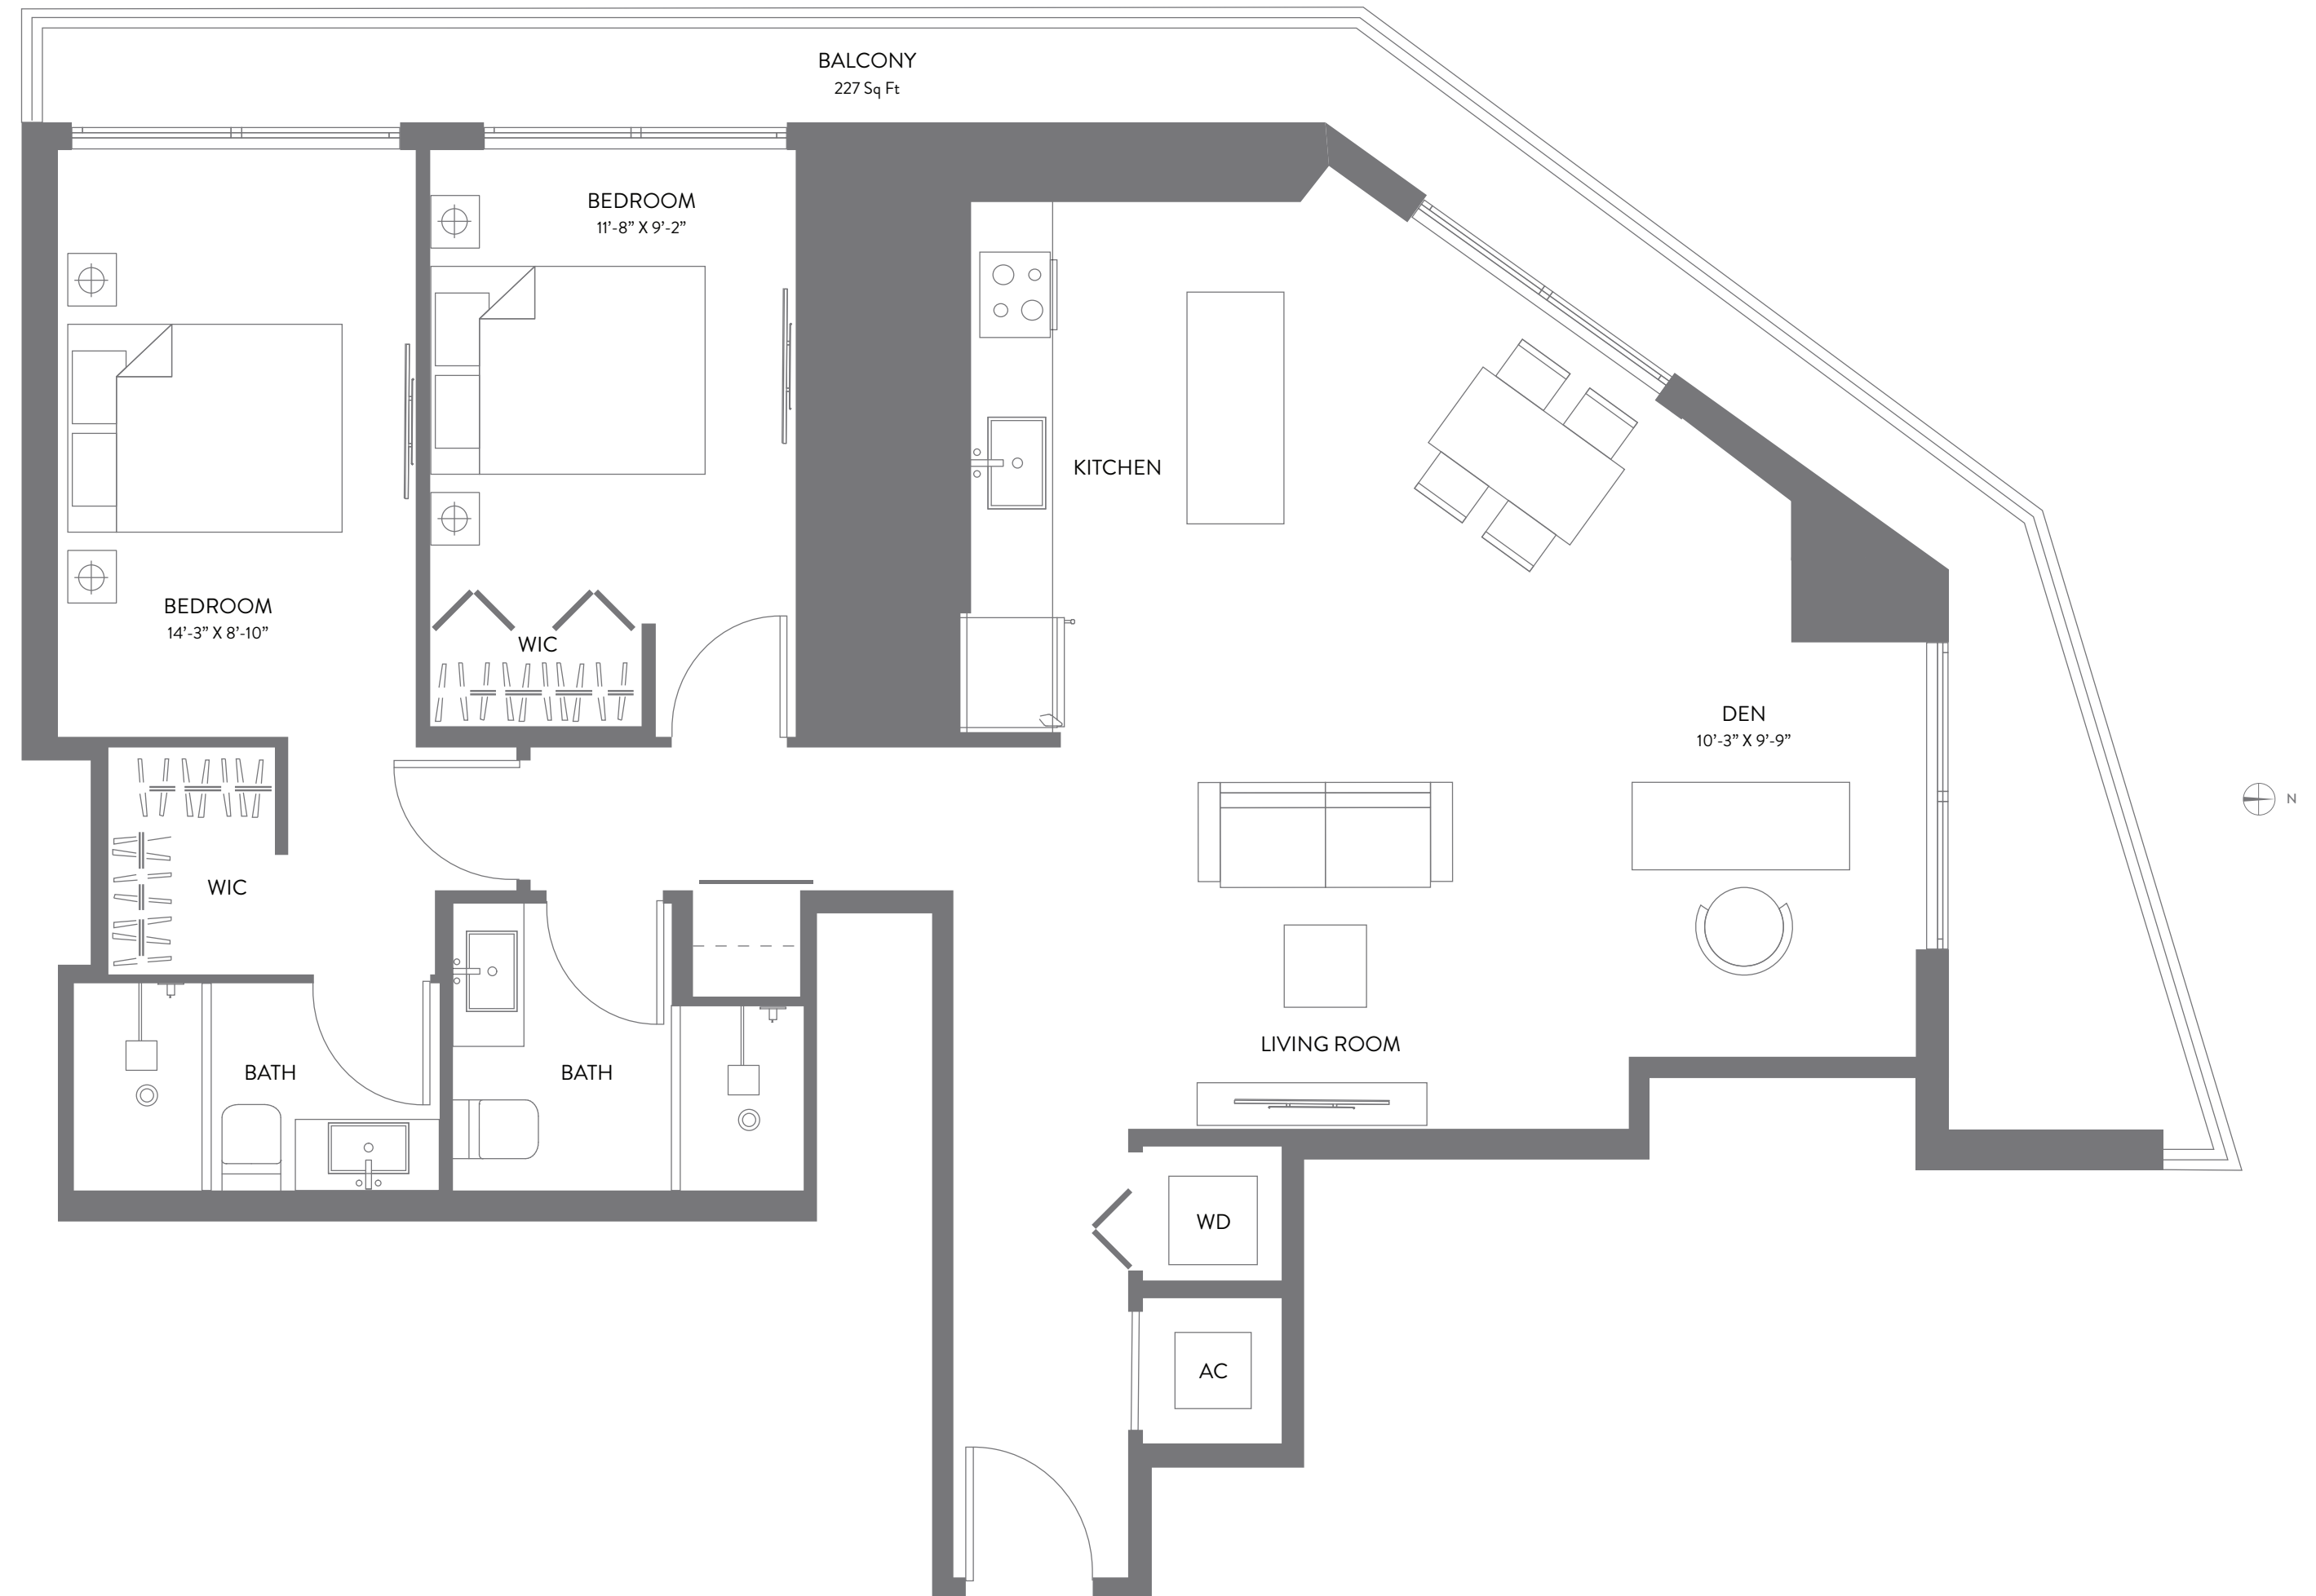 BALCONY
227 Sq Ft
BEDROOM
11’-8” X 9’-2”
KITCHEN
BEDROOM
14’-3” X 8’-10”
WIC
DEN
10’-3” X 9’-9”
N
WIC
LIVING ROOM
BATH
BATH
WD
AC